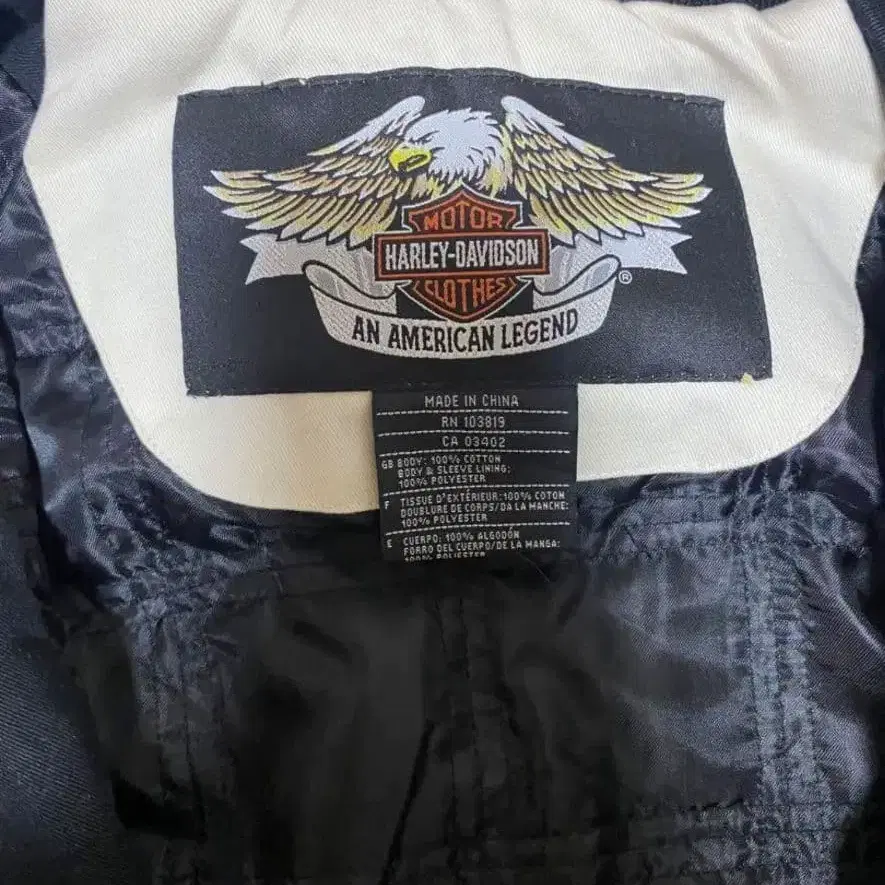 MOTOR
HARLEY-DAVIDSON
CLOTHES
®
AN AMERICAN LEGEND
MADE IN CHINA
RN 103819
CA 03402
GB BODY: 100% COTTON
BODY & SLEEVE LINING:
100% POLYESTER
F TISSUE D'EXTÉRIEUR: 100% COTON
DOUBLURE DE CORPS/DA LA MANCHE:
100% POLYESTER
E CUERPO: 100% ALGODÓN
FORRO DEL CUERPO/DE LA MANGA:
100% POLIESTER